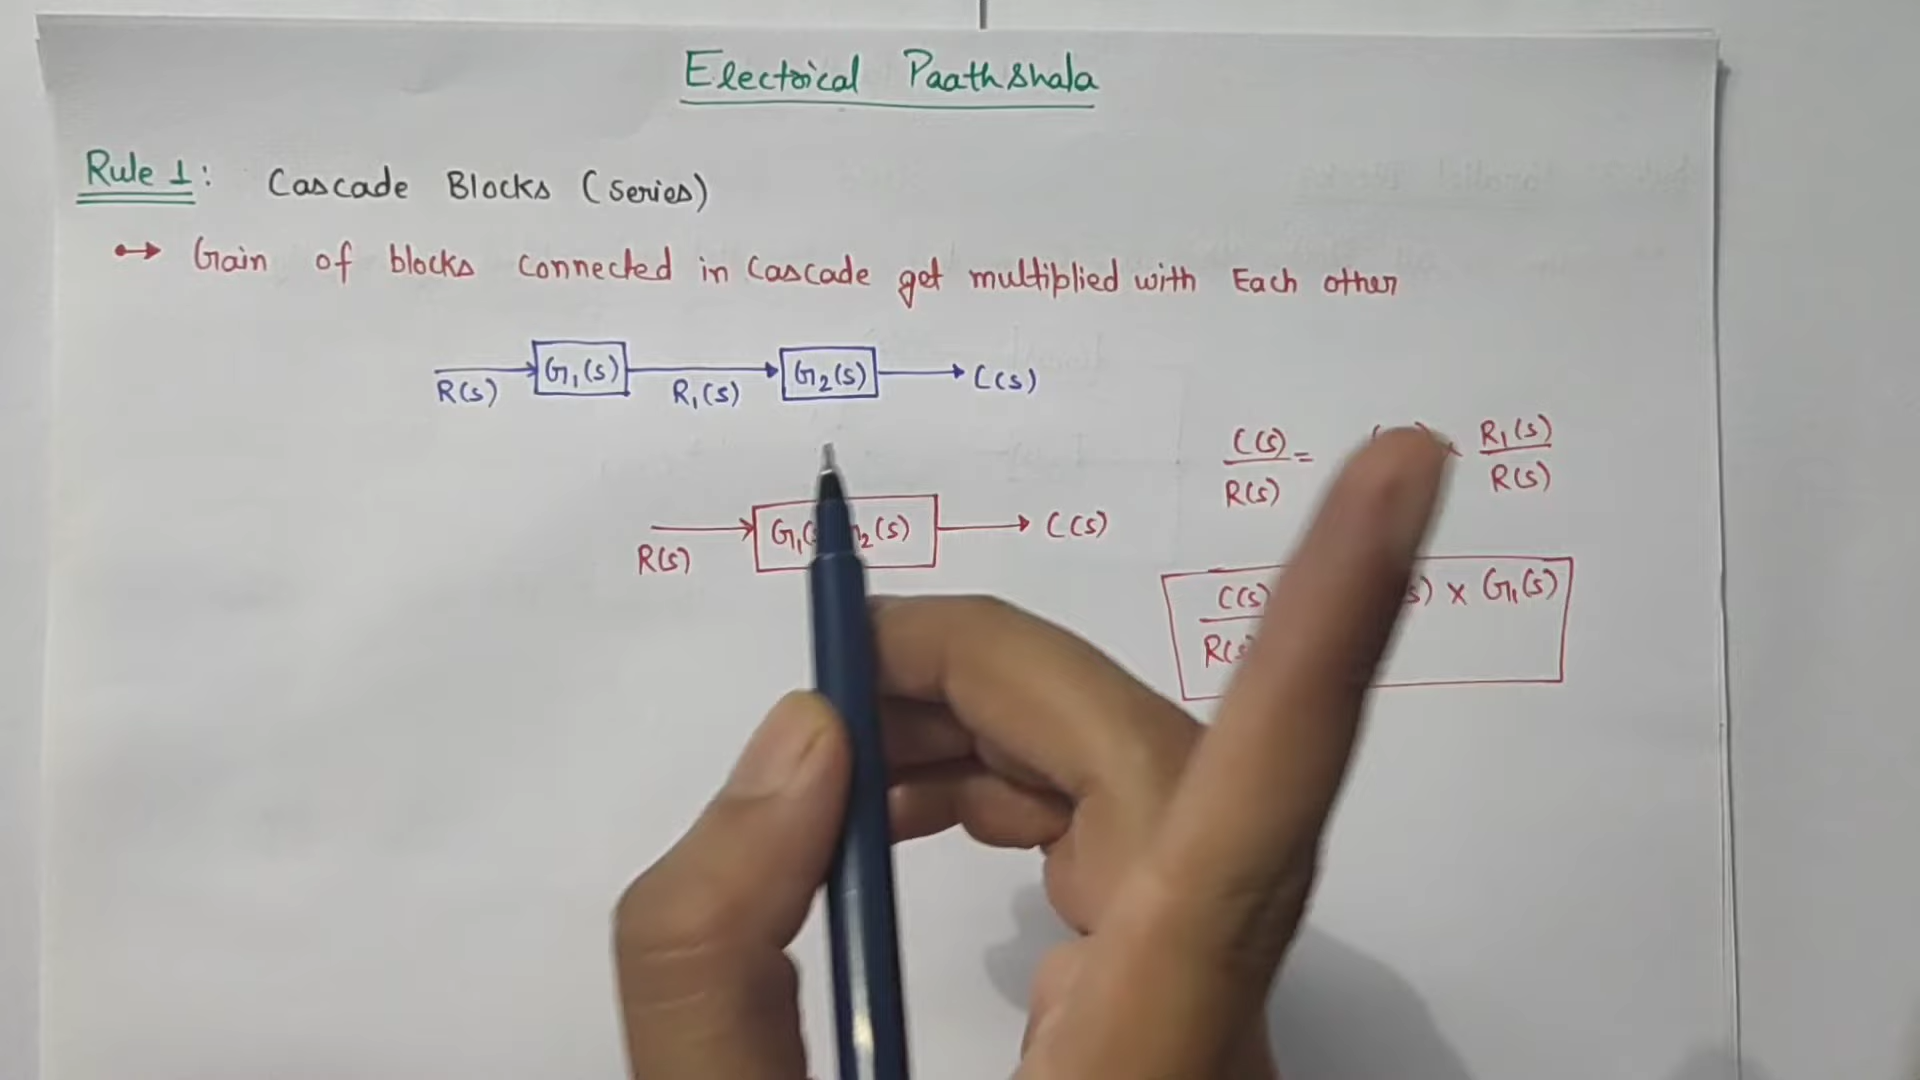 Electrical Paathshala
Rule 1: Cascade Blocks (series)
Gain of blocks connected in Cascade get multiplied with Each other
R(s) G₁(s) R₁(s) G₂(s) C(s)
C(s)/R(s) = × R₁(s)/R(s)
R(s) C(s)
× G₁(s)